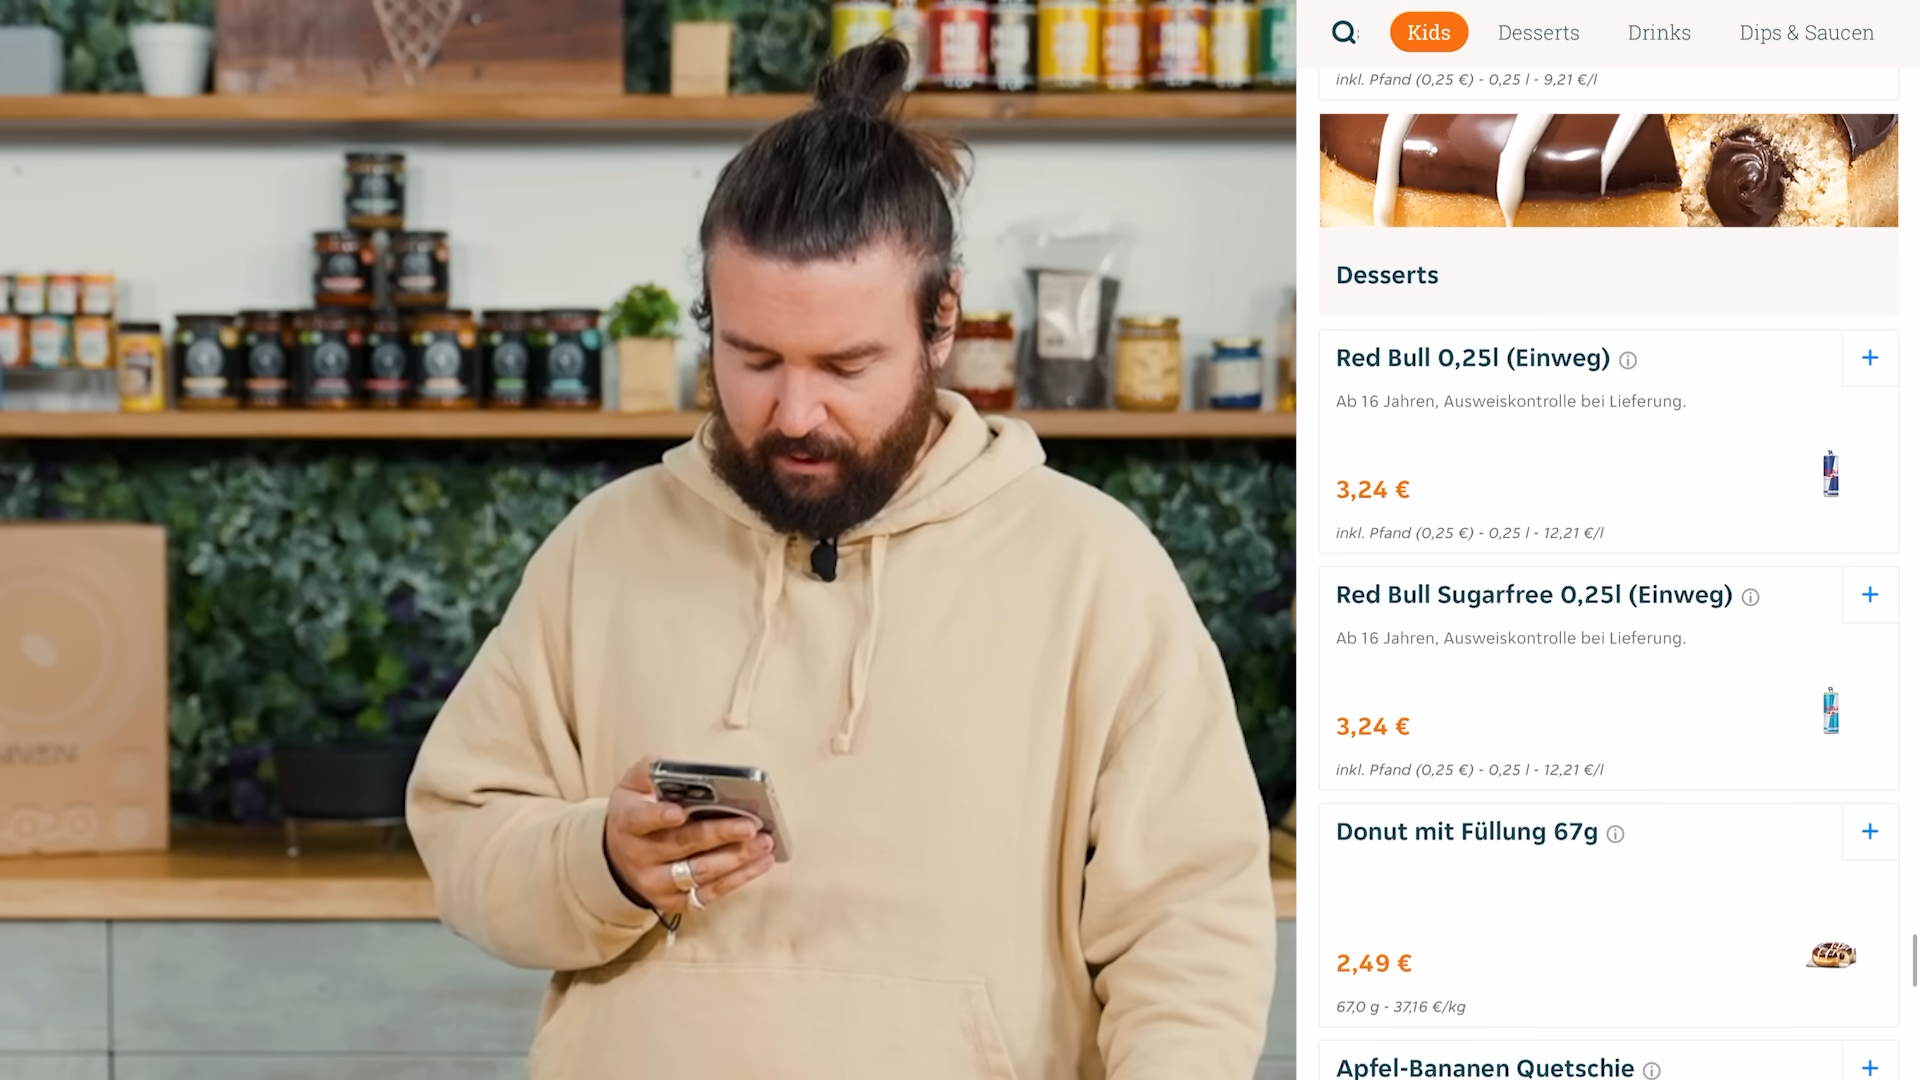 Kids
Desserts
Drinks
Dips & Saucen
inkl. Pfand (0,25 €) - 0,25 l - 9,21 €/l
Desserts
Red Bull 0,25l (Einweg)
Ab 16 Jahren, Ausweiskontrolle bei Lieferung.
3,24 €
inkl. Pfand (0,25 €) - 0,25 l - 12,21 €/l
Red Bull Sugarfree 0,25l (Einweg)
Ab 16 Jahren, Ausweiskontrolle bei Lieferung.
3,24 €
inkl. Pfand (0,25 €) - 0,25 l - 12,21 €/l
Donut mit Füllung 67g
2,49 €
67,0 g - 37,16 €/kg
Apfel-Bananen Quetschie